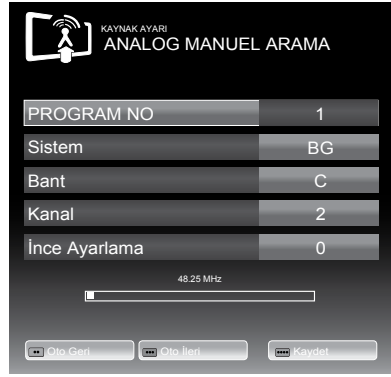 KAYNAK AYARI
ANALOG MANUEL ARAMA
PROGRAM NO 1
Sistem BG
Bant C
Kanal 2
İnce Ayarlama 0
48.25 MHz
Oto Geri Oto İleri Kaydet